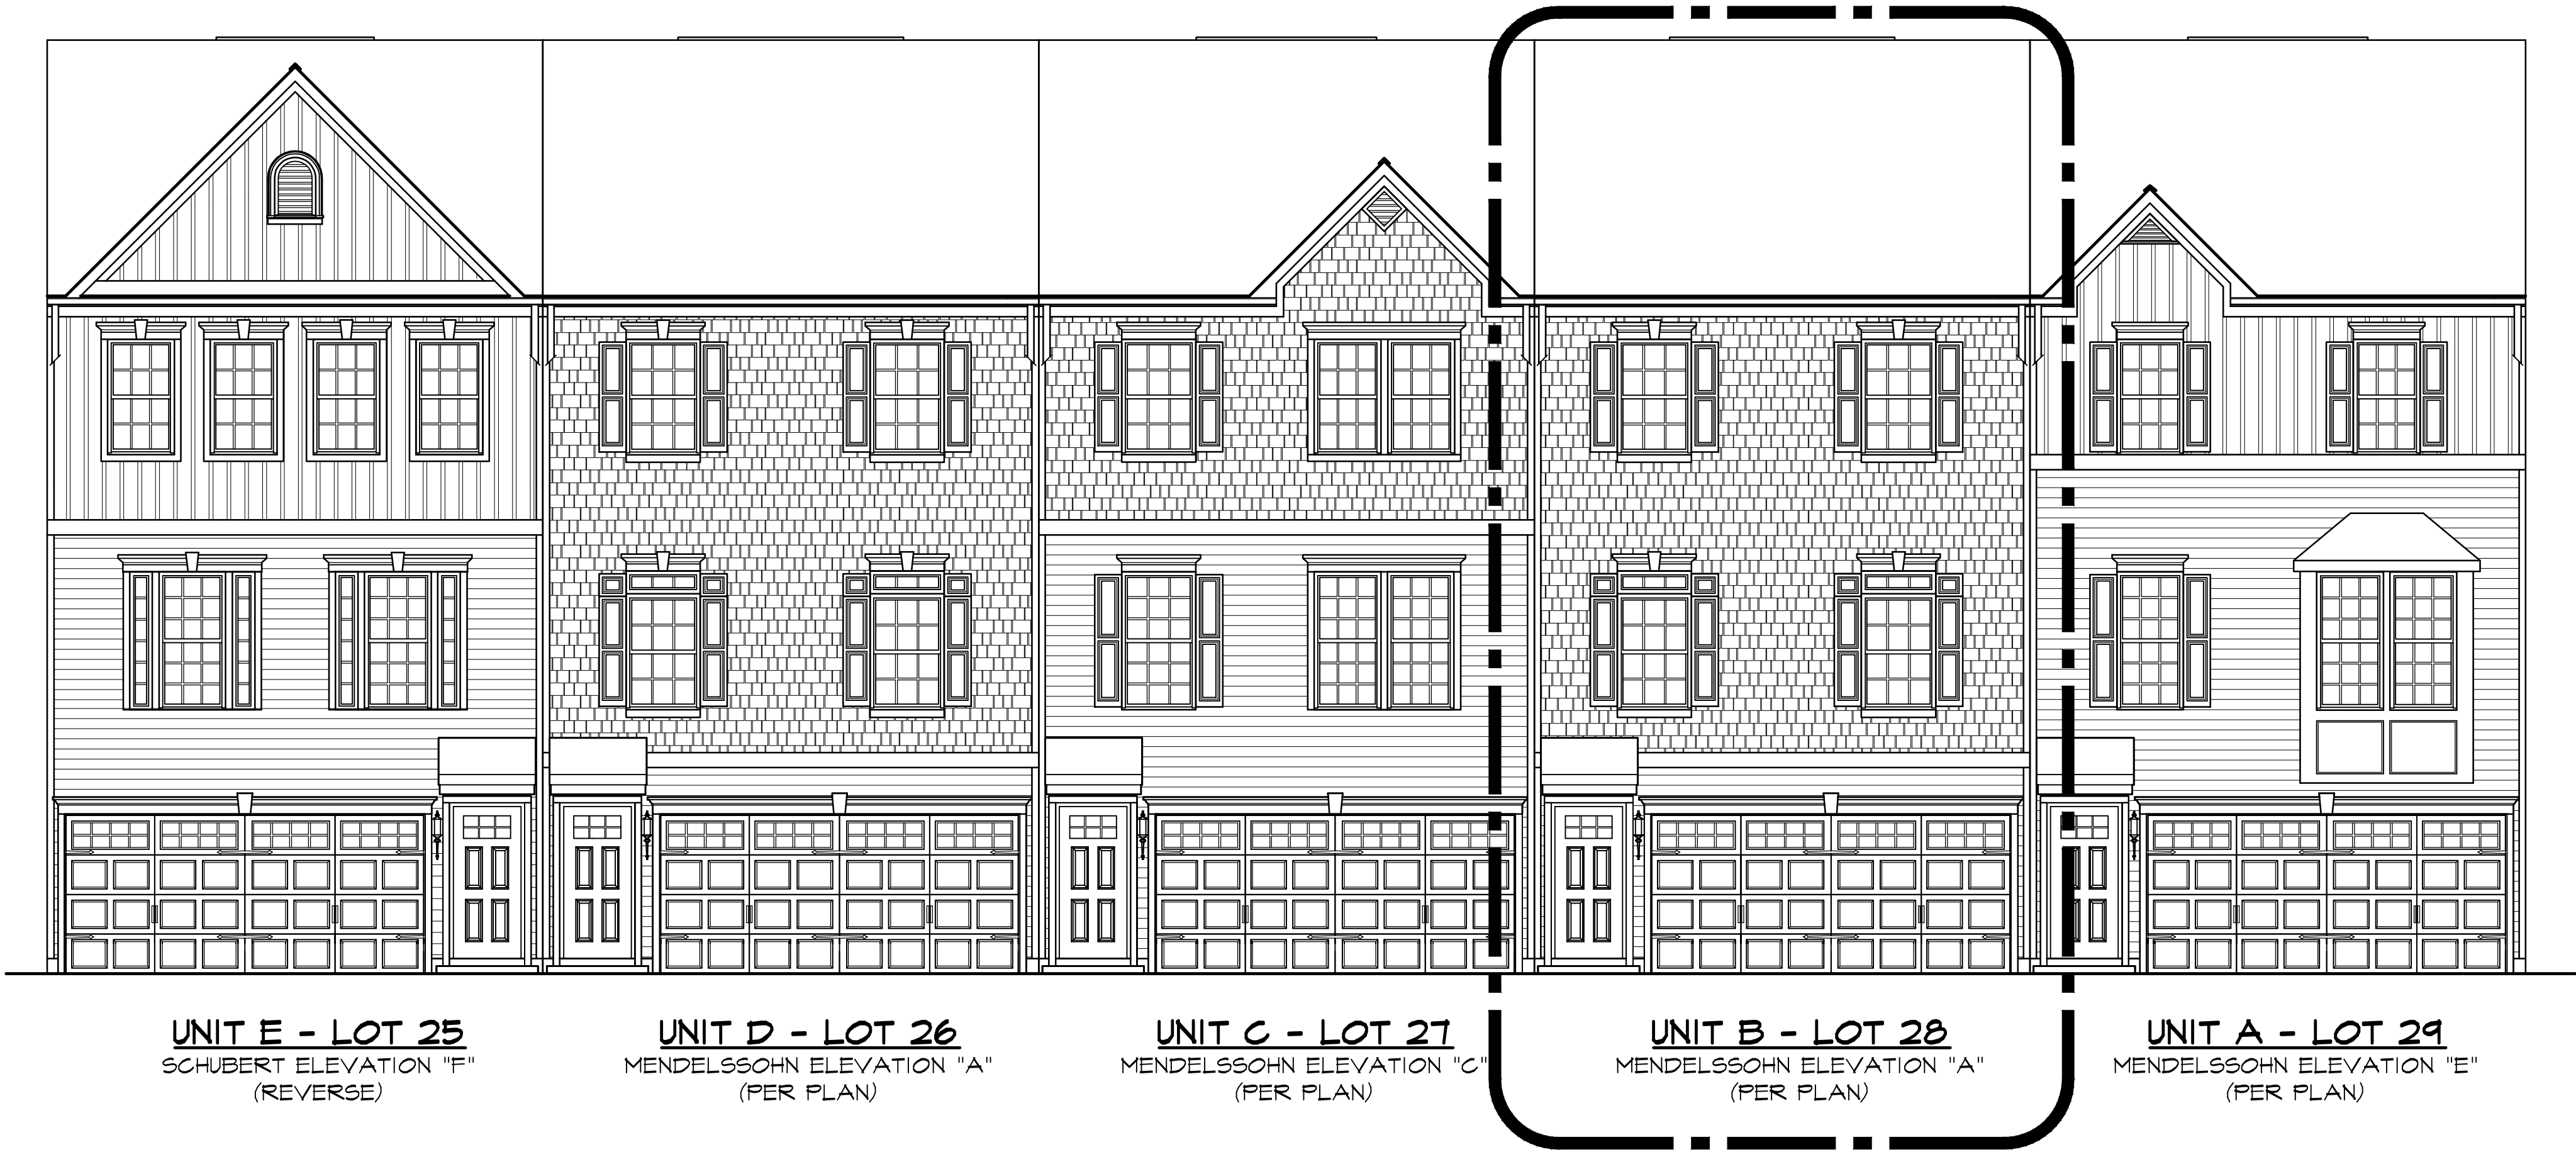 UNIT E - LOT 25
SCHUBERT ELEVATION "F"
(REVERSE)
UNIT D - LOT 26
MENDELSSOHN ELEVATION "A"
(PER PLAN)
UNIT C - LOT 27
MENDELSSOHN ELEVATION "C"
(PER PLAN)
UNIT B - LOT 28
MENDELSSOHN ELEVATION "A"
(PER PLAN)
UNIT A - LOT 29
MENDELSSOHN ELEVATION "E"
(PER PLAN)